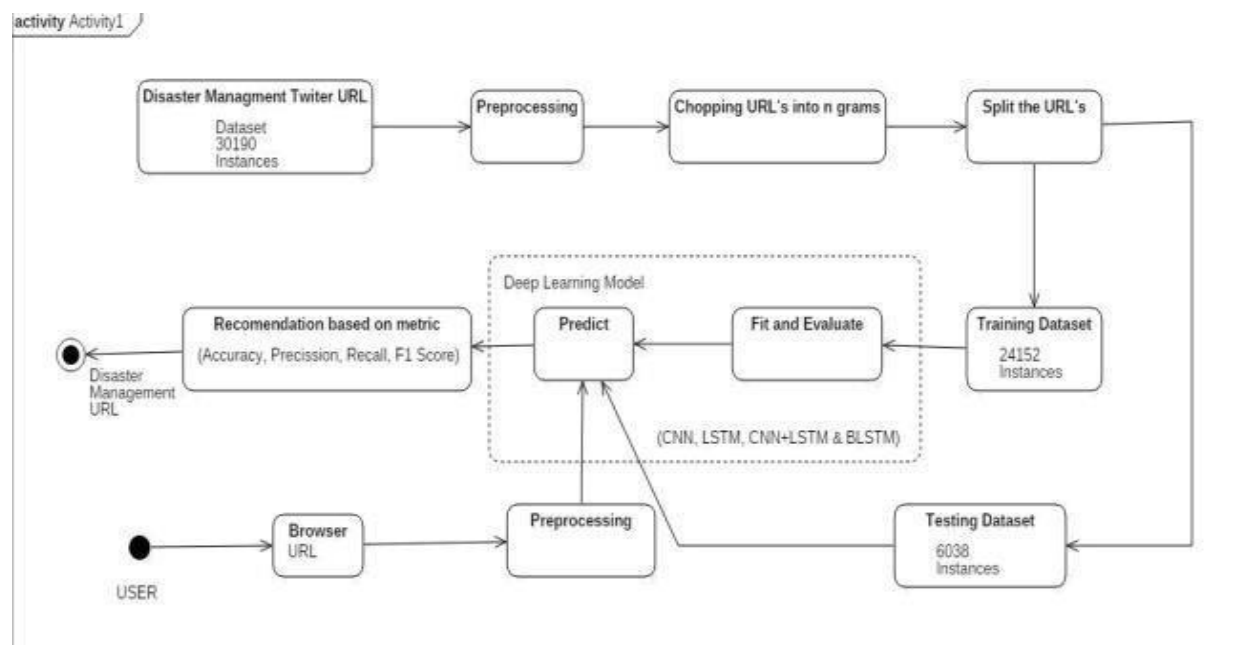 activity Activity1
Disaster Managment Twiter URL
Dataset
30190
Instances
Preprocessing
Chopping URL's into n grams
Split the URL's
Deep Learning Model
Recomendation based on metric
(Accuracy, Precission, Recall, F1 Score)
Predict
Fit and Evaluate
Training Dataset
24152
Instances
Disaster
Management
URL
(CNN, LSTM, CNN+LSTM & BLSTM)
Browser
URL
Preprocessing
Testing Dataset
6038
Instances
USER